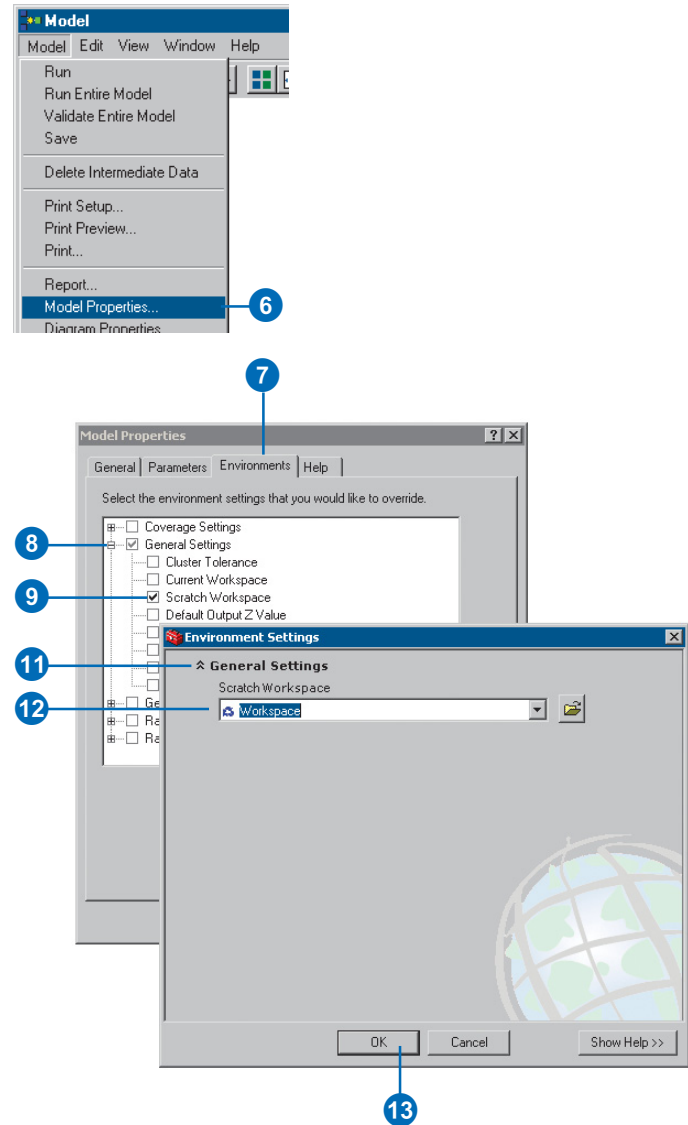 Model
Model Edit View Window Help
Run
Run Entire Model
Validate Entire Model
Save
Delete Intermediate Data
Print Setup...
Print Preview...
Print...
Report...
Model Properties...
6
Diagram Properties
7
Model Properties
General Parameters Environments Help
Select the environment settings that you would like to override.
Coverage Settings
8
General Settings
Cluster Tolerance
Current Workspace
9
Scratch Workspace
Default Output Z Value
Environment Settings
11
General Settings
Scratch Workspace
12
Workspace
Ge
Ra
Ra
OK Cancel Show Help >>
13